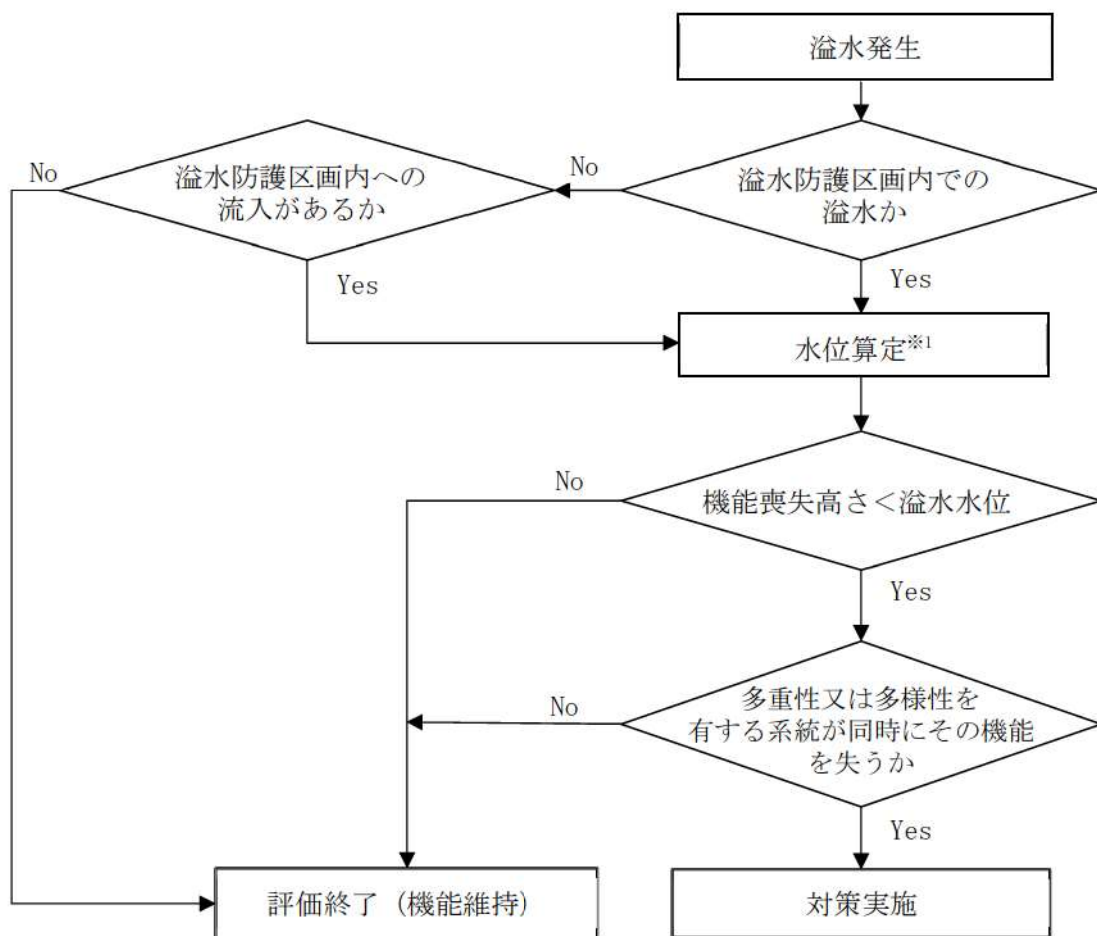 溢水発生
No
溢水防護区画内への
流入があるか
No
溢水防護区画内での
溢水か
Yes
Yes
水位算定※1
No
機能喪失高さ＜溢水水位
Yes
No
多重性又は多様性を
有する系統が同時にその機能
を失うか
Yes
評価終了（機能維持）
対策実施